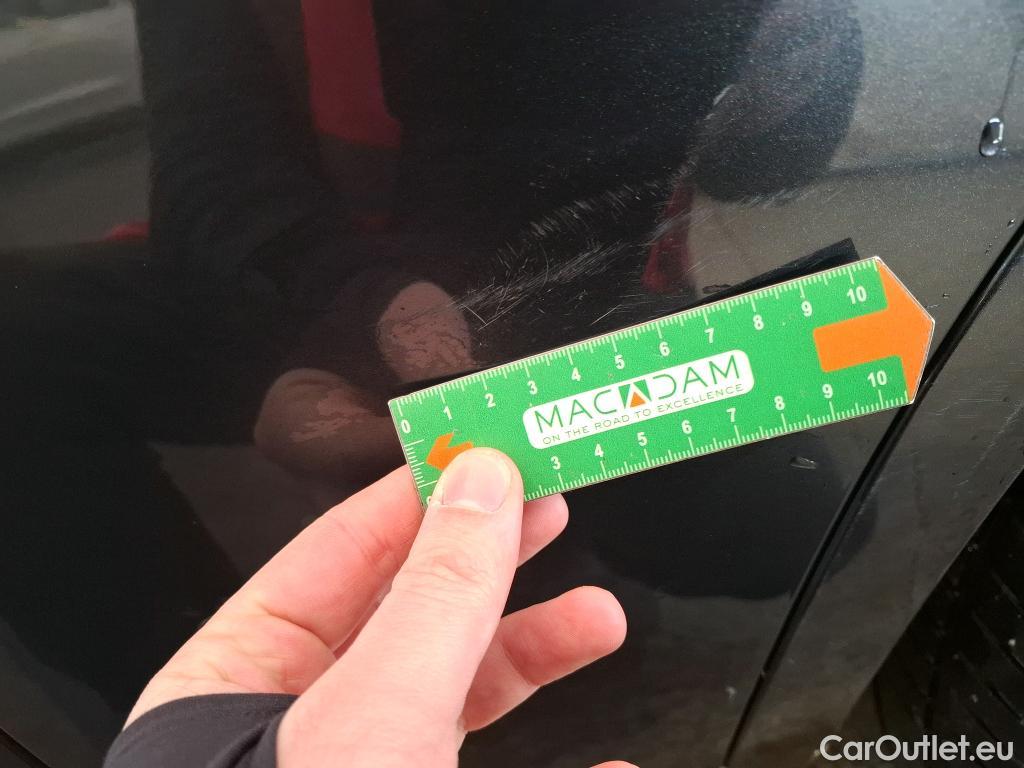 0 1 2 3 4 5 6 7 8 9 10
MACADAM
ON THE ROAD TO EXCELLENCE
3 4 5 6 7 8 9 10
CarOutlet.eu